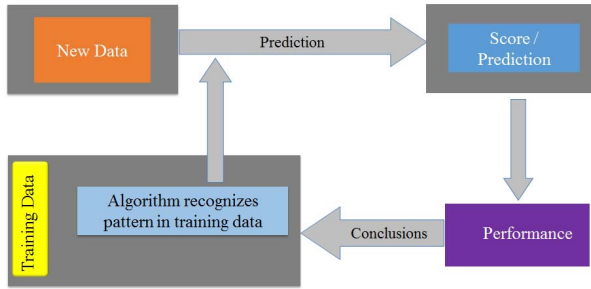 New Data
Prediction
Score /
Prediction
Training Data
Algorithm recognizes
pattern in training data
Conclusions
Performance